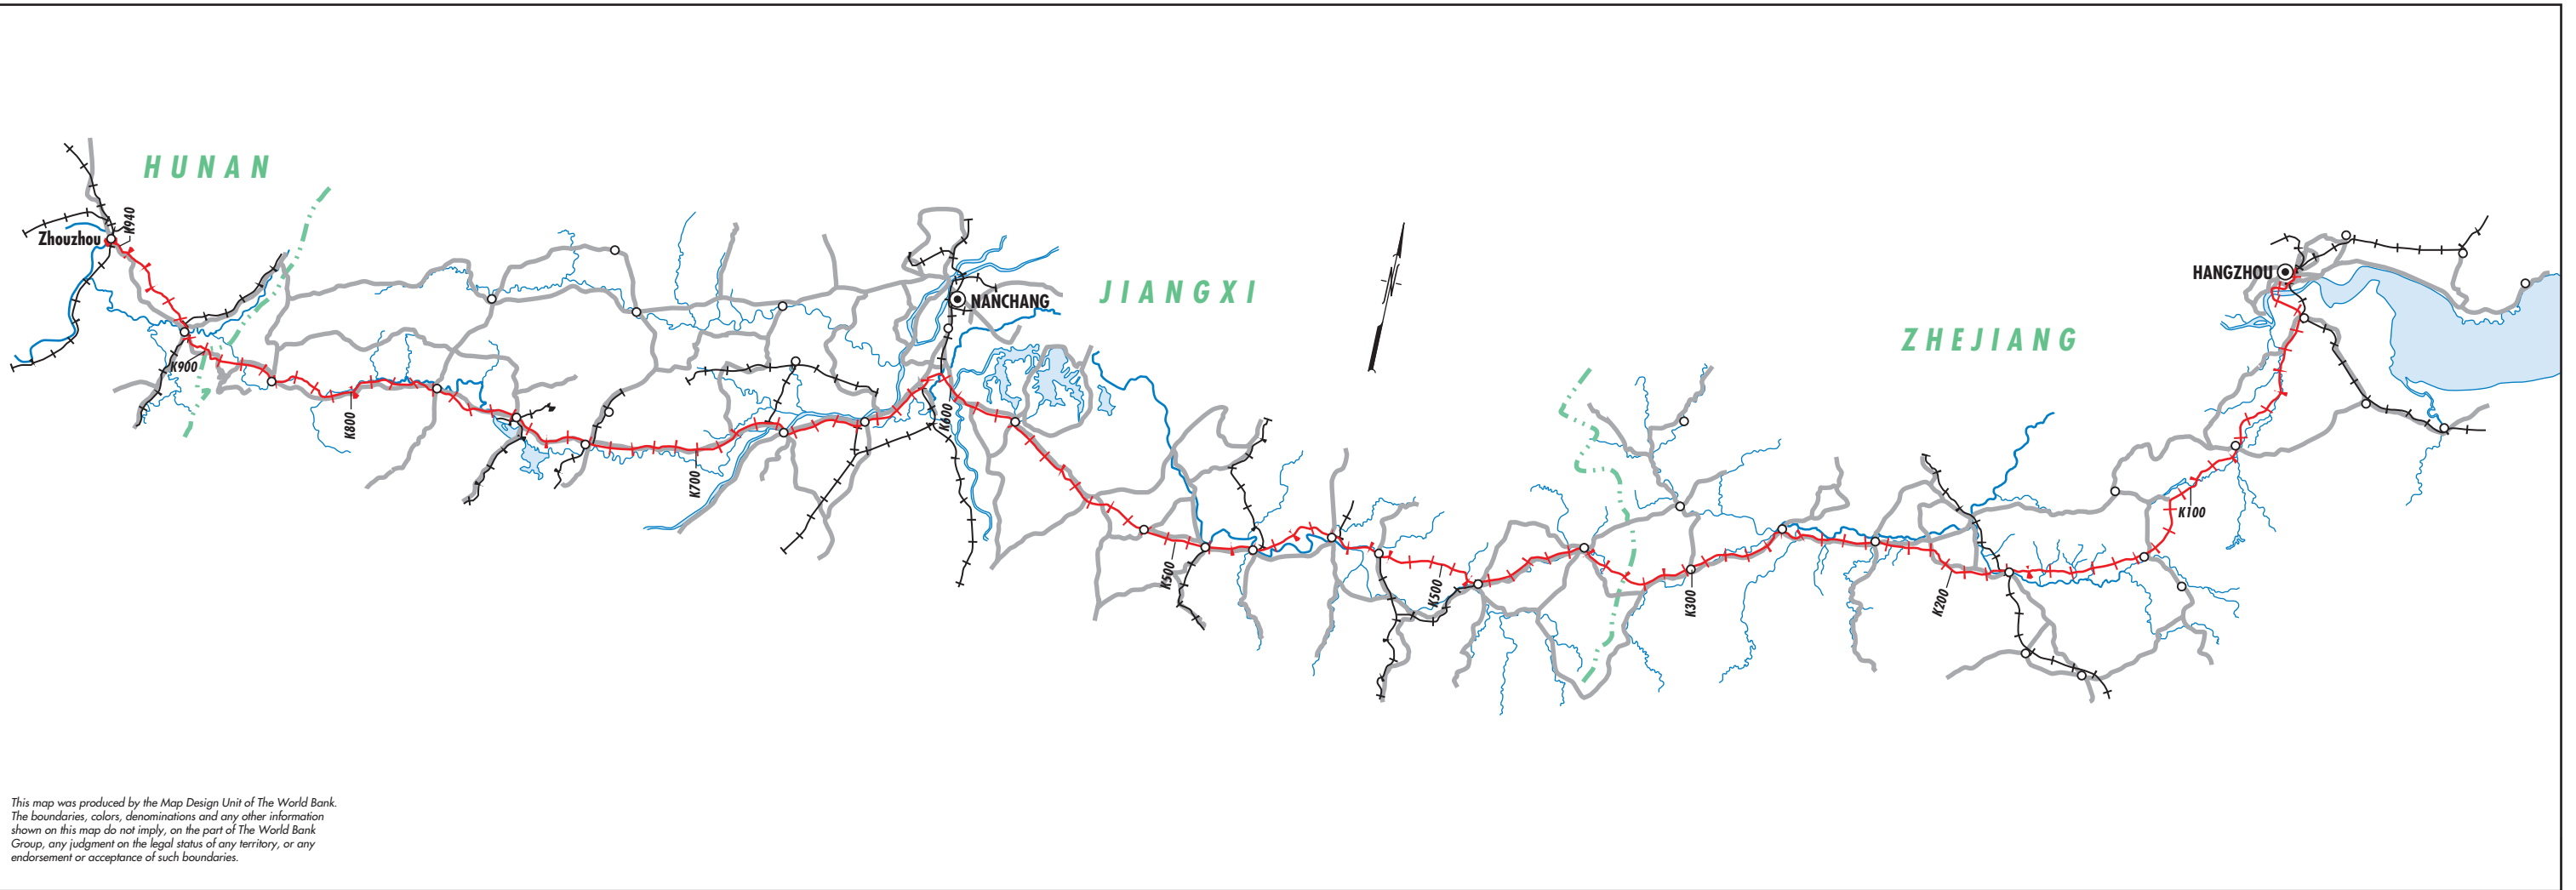 HUNAN
K940
Zhouzhou
K900
K800
K700
NANCHANG
K600
JIANGXI
K500
K500
HANGZHOU
ZHEJIANG
K300
K200
K100
This map was produced by the Map Design Unit of The World Bank.
The boundaries, colors, denominations and any other information
shown on this map do not imply, on the part of The World Bank
Group, any judgment on the legal status of any territory, or any
endorsement or acceptance of such boundaries.